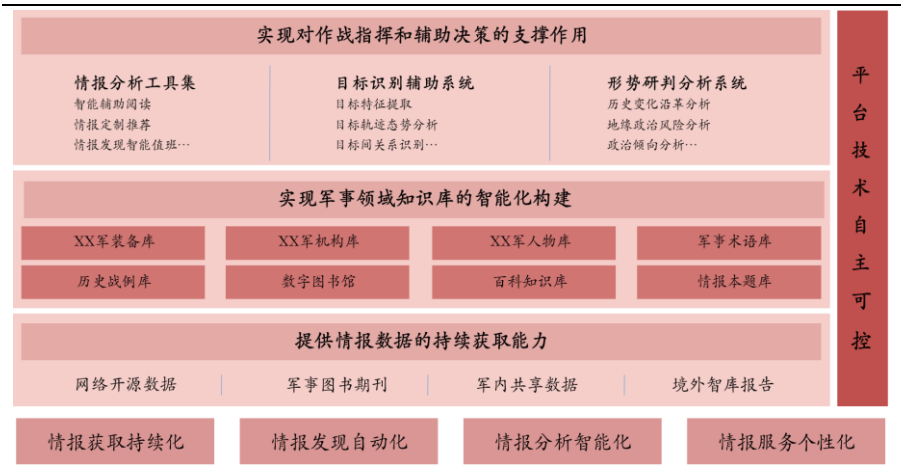 实现对作战指挥和辅助决策的支撑作用
情报分析工具集
智能辅助阅读
情报定制推荐
情报发现智能值班…
目标识别辅助系统
目标特征提取
目标轨迹态势分析
目标间关系识别…
形势研判分析系统
历史变化沿革分析
地缘政治风险分析
政治倾向分析…
实现军事领域知识库的智能化构建
XX军装备库
XX军机构库
XX军人物库
军事术语库
历史战例库
数字图书馆
百科知识库
情报本题库
提供情报数据的持续获取能力
网络开源数据
军事图书期刊
军内共享数据
境外智库报告
平台技术自主可控
情报获取持续化
情报发现自动化
情报分析智能化
情报服务个性化